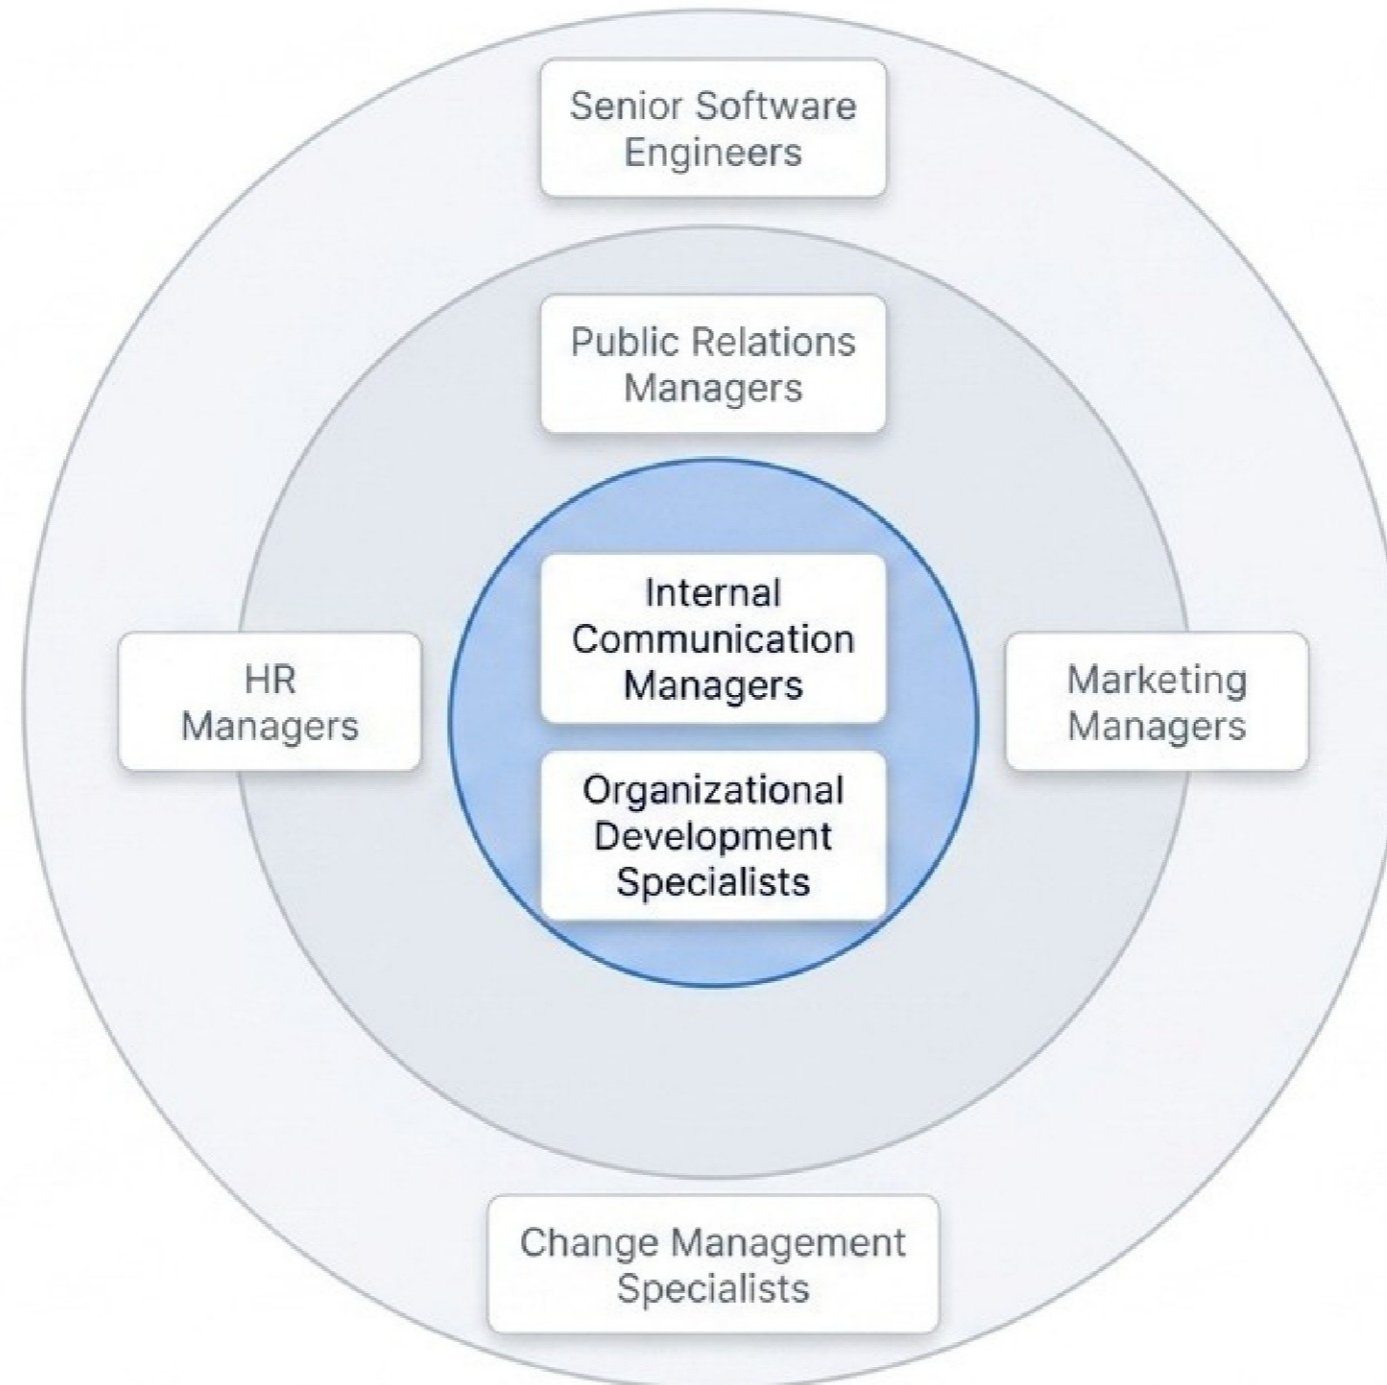 Senior Software
Engineers
Public Relations
Managers
Internal
Communication
Managers
HR
Managers
Marketing
Managers
Organizational
Development
Specialists
Change Management
Specialists